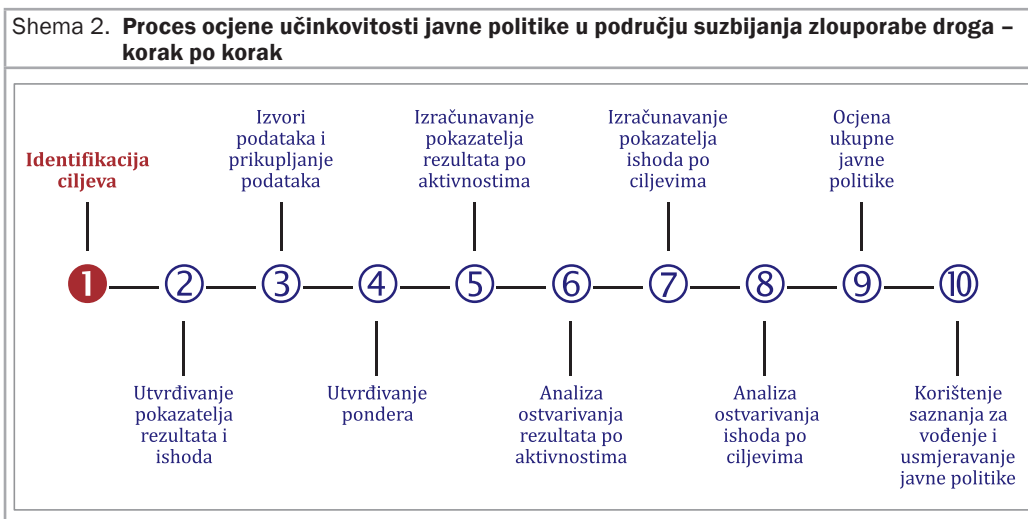 Shema 2. Proces ocjene učinkovitosti javne politike u području suzbijanja zlouporabe droga –
korak po korak
Identifikacija
ciljeva
Izvori
podataka i
prikupljanje
podataka
Izračunavanje
pokazatelja
rezultata po
aktivnostima
Izračunavanje
pokazatelja
ishoda po
ciljevima
Ocjena
ukupne
javne
politike
1 2 3 4 5 6 7 8 9 10
Utvrđivanje
pokazatelja
rezultata i
ishoda
Utvrđivanje
pondera
Analiza
ostvarivanja
rezultata po
aktivnostima
Analiza
ostvarivanja
ishoda po
ciljevima
Korištenje
saznanja za
vođenje i
usmjeravanje
javne politike